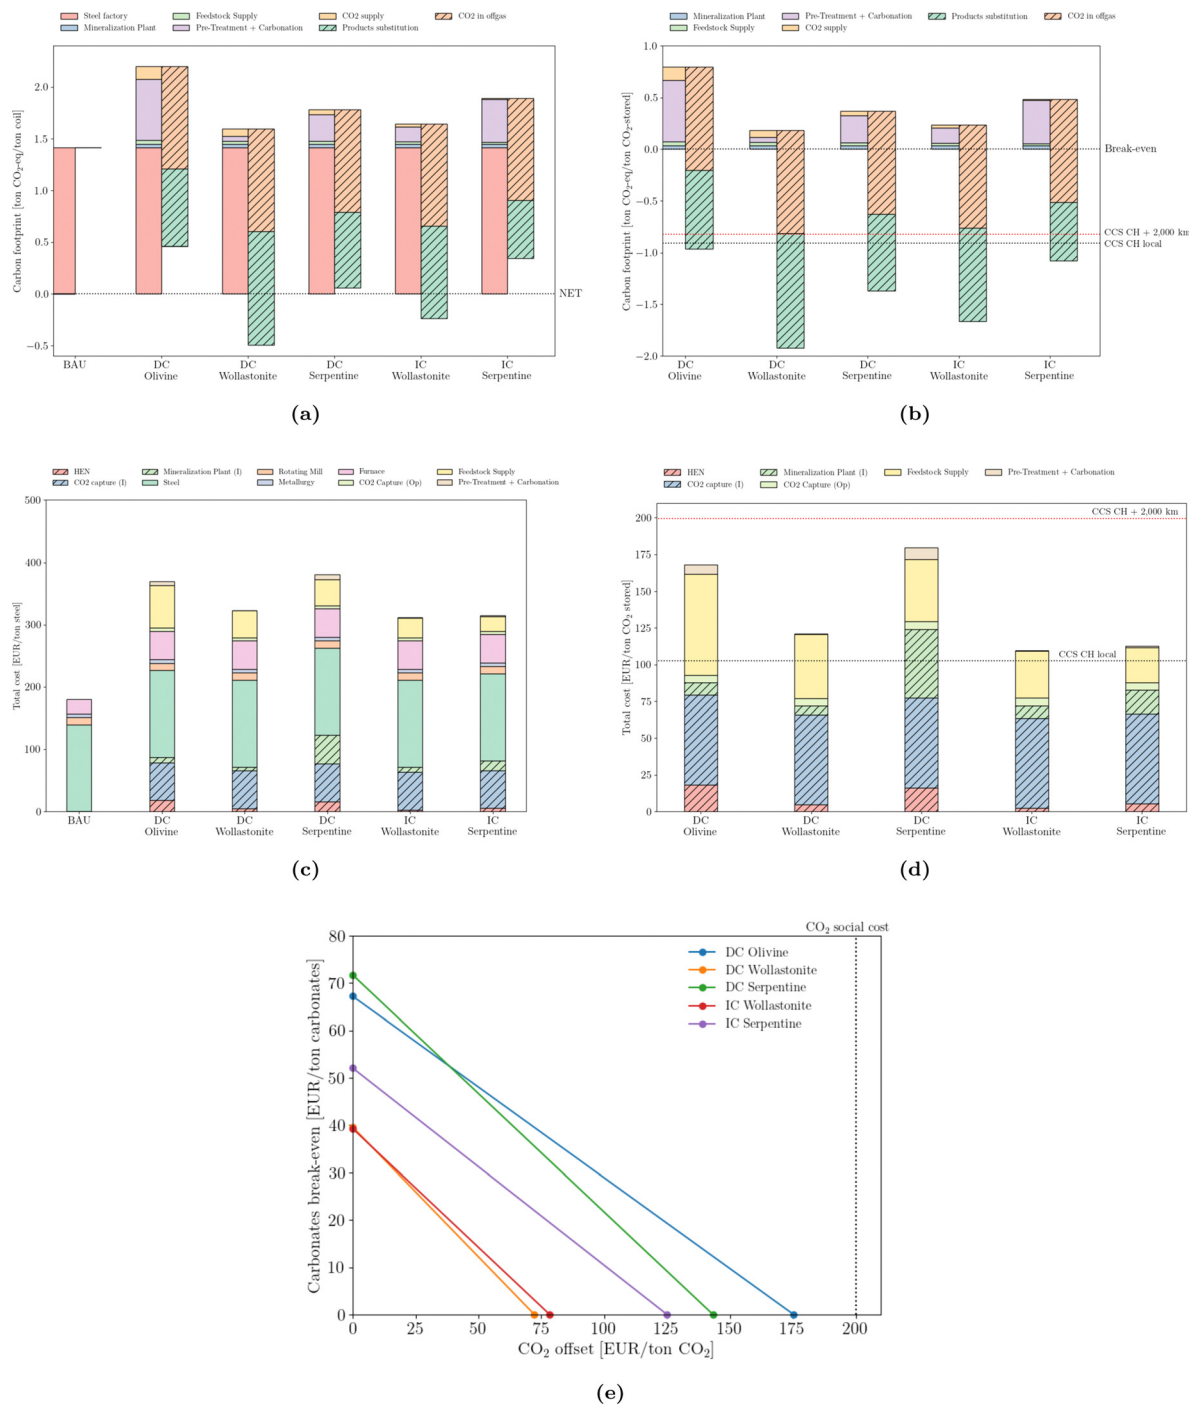 Steel factory
Feedstock Supply
CO2 supply
CO2 in offgas
Mineralization Plant
Pre-Treatment + Carbonation
Products substitution
Carbon footprint [ton CO2-eq/ton coil]
2.0
1.5
1.0
0.5
0.0
−0.5
NET
BAU
DC Olivine
DC Wollastonite
DC Serpentine
IC Wollastonite
IC Serpentine
(a)
Mineralization Plant
Pre-Treatment + Carbonation
Products substitution
CO2 in offgas
Feedstock Supply
CO2 supply
Carbon footprint [ton CO2-eq/ton CO2-stored]
1.0
0.5
0.0
−0.5
−1.0
−1.5
−2.0
Break-even
CCS CH + 2,000 km
CCS CH local
DC Olivine
DC Wollastonite
DC Serpentine
IC Wollastonite
IC Serpentine
(b)
HEN
Mineralization Plant (I)
Rotating Mill
Furnace
Feedstock Supply
CO2 capture (I)
Steel
Metallurgy
CO2 Capture (Op)
Pre-Treatment + Carbonation
Total cost [EUR/ton steel]
500
400
300
200
100
0
BAU
DC Olivine
DC Wollastonite
DC Serpentine
IC Wollastonite
IC Serpentine
(c)
HEN
Mineralization Plant (I)
Feedstock Supply
Pre-Treatment + Carbonation
CO2 capture (I)
CO2 Capture (Op)
Total cost [EUR/ton CO2 stored]
200
175
150
125
100
75
50
25
0
CCS CH + 2,000 km
CCS CH local
DC Olivine
DC Wollastonite
DC Serpentine
IC Wollastonite
IC Serpentine
(d)
CO2 social cost
Carbonates break-even [EUR/ton carbonates]
80
70
60
50
40
30
20
10
0
DC Olivine
DC Wollastonite
DC Serpentine
IC Wollastonite
IC Serpentine
0 25 50 75 100 125 150 175 200
CO2 offset [EUR/ton CO2]
(e)